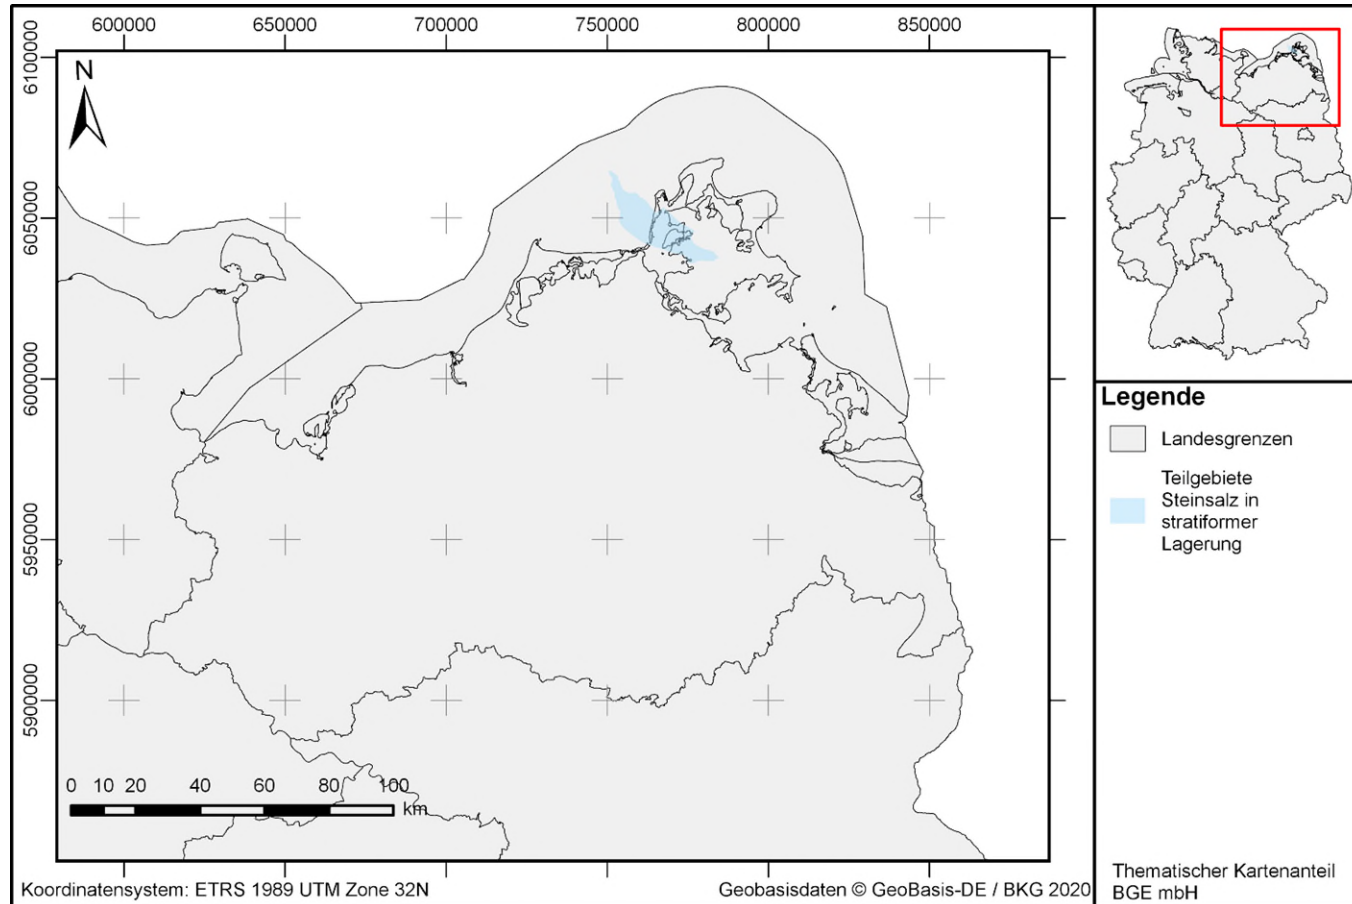 600000 650000 700000 750000 800000 850000
6100000
6050000
6000000
5950000
5900000
N
0 10 20 40 60 80 100
km
Koordinatensystem: ETRS 1989 UTM Zone 32N
Geobasisdaten © GeoBasis-DE / BKG 2020
Legende
Landesgrenzen
Teilgebiete
Steinsalz in
stratiformer
Lagerung
Thematischer Kartenanteil
BGE mbH